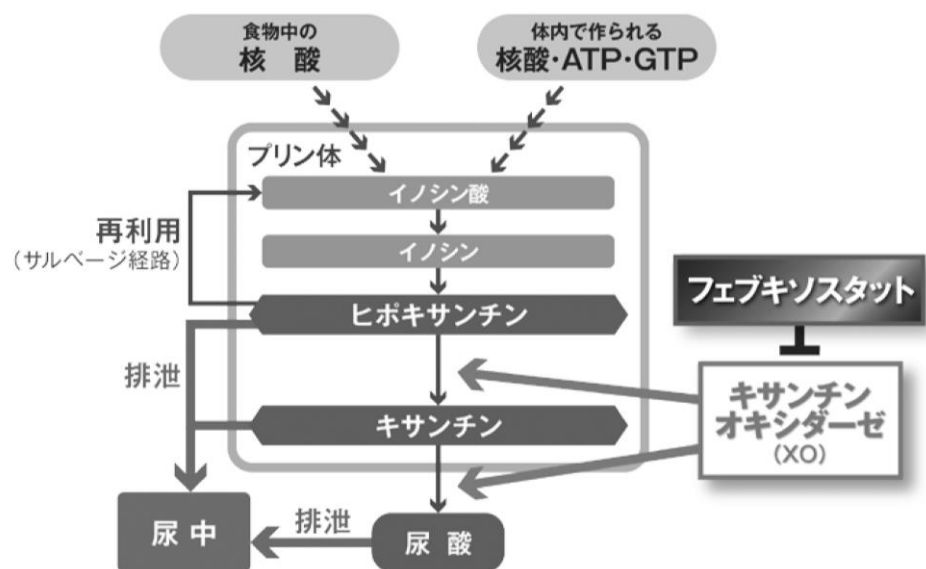 食物中の
核　酸
体内で作られる
核酸・ATP・GTP
プリン体
イノシン酸
再利用
(サルベージ経路)
イノシン
フェブキソスタット
ヒポキサンチン
排泄
キサンチン
オキシダーゼ
(XO)
キサンチン
尿中
排泄
尿酸